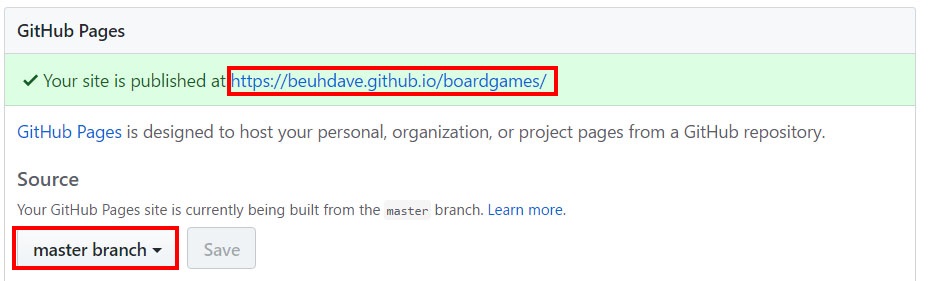 GitHub Pages
✓ Your site is published at https://beuhdave.github.io/boardgames/
GitHub Pages is designed to host your personal, organization, or project pages from a GitHub repository.
Source
Your GitHub Pages site is currently being built from the master branch. Learn more.
master branch Save